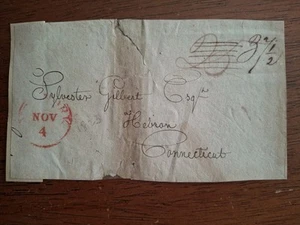 Sylvester Gilbert Esqr
NOV
4
Hebron
Connecticut